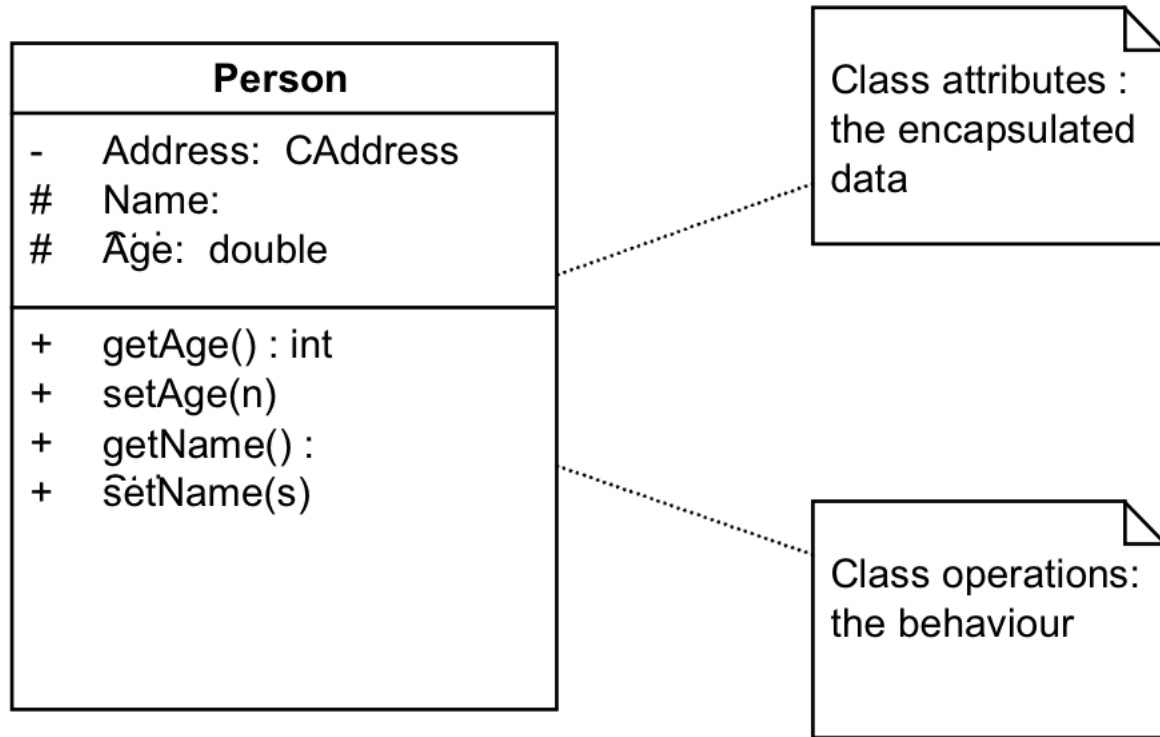 Person
- Address: CAddress
# Name:
# Age: double
+ getAge() : int
+ setAge(n)
+ getName() :
+ setName(s)
Class attributes :
the encapsulated
data
Class operations:
the behaviour